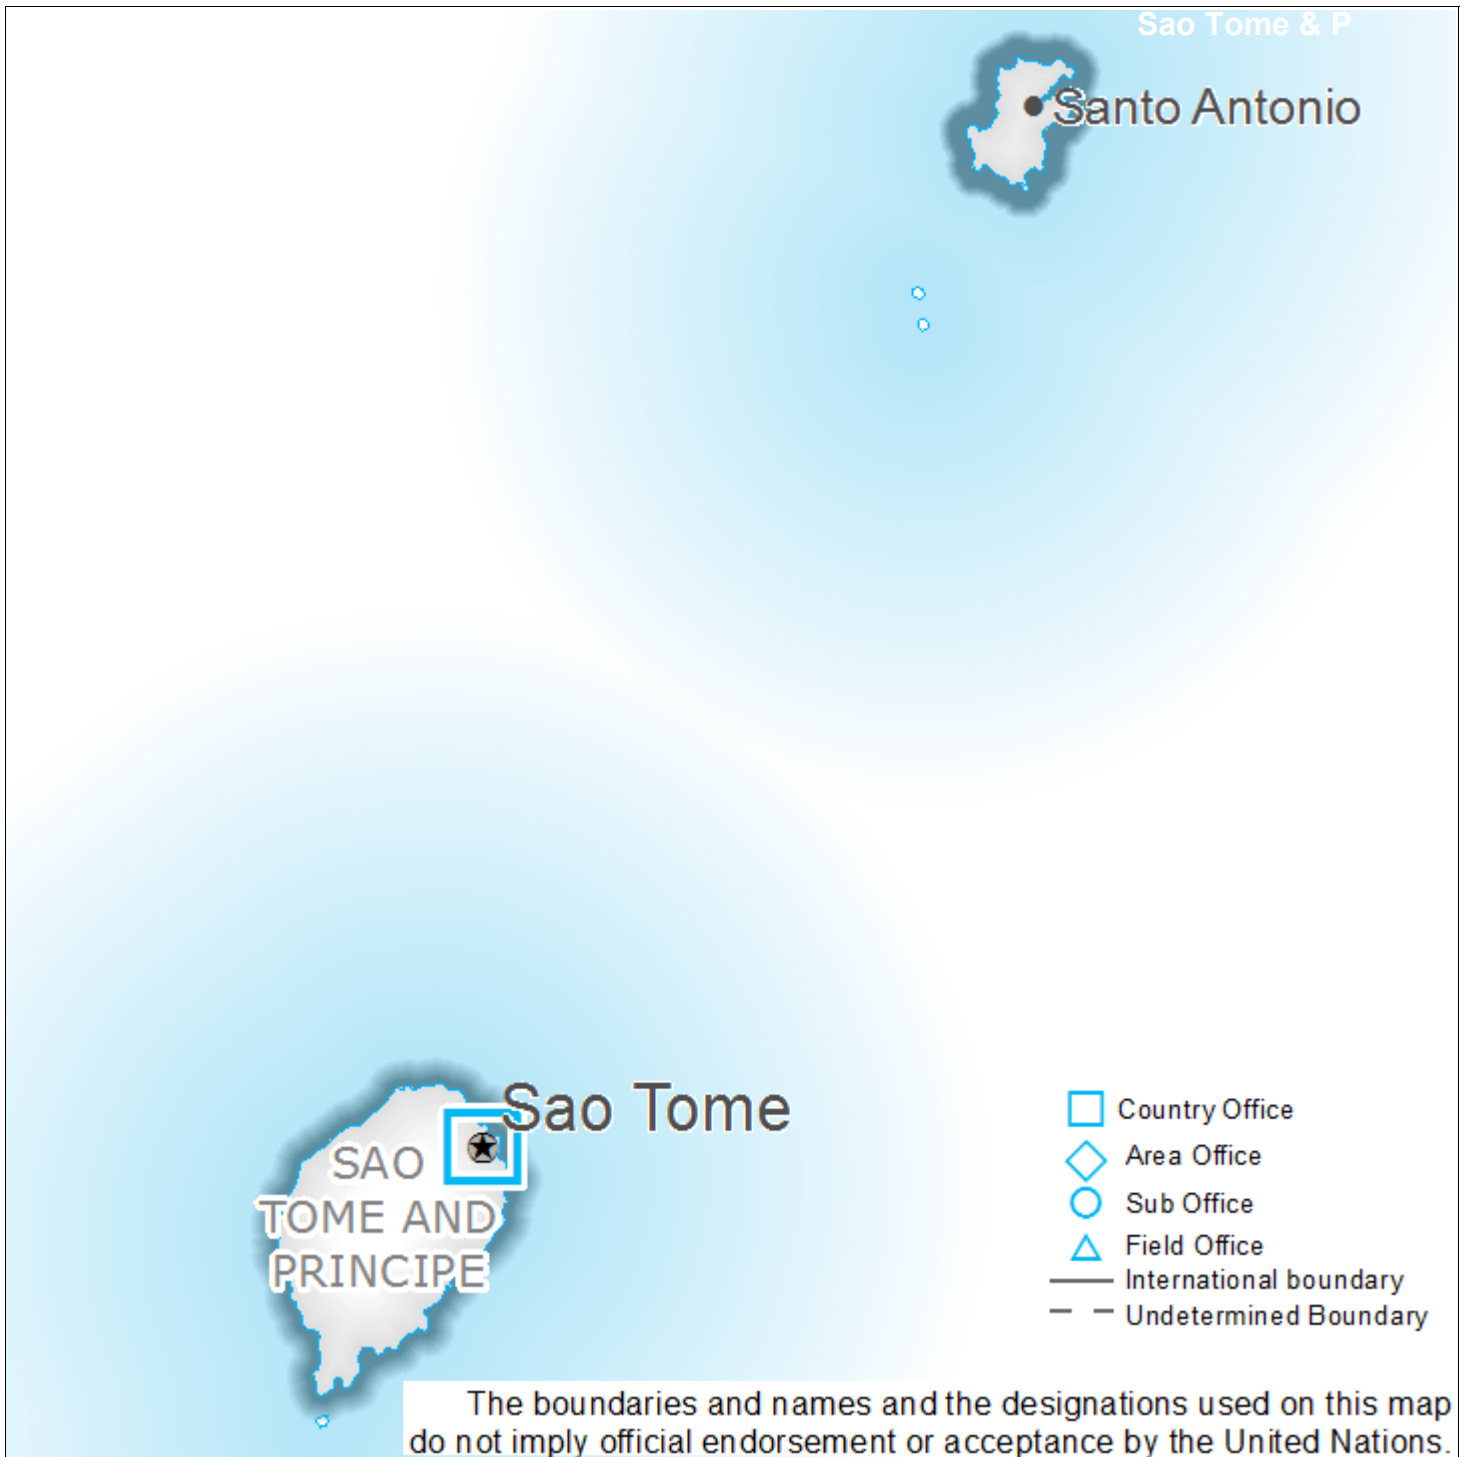 Sao Tome & P
Santo Antonio
Sao Tome
SAO
TOME AND
PRINCIPE
Country Office
Area Office
Sub Office
Field Office
International boundary
Undetermined Boundary
The boundaries and names and the designations used on this map
do not imply official endorsement or acceptance by the United Nations.